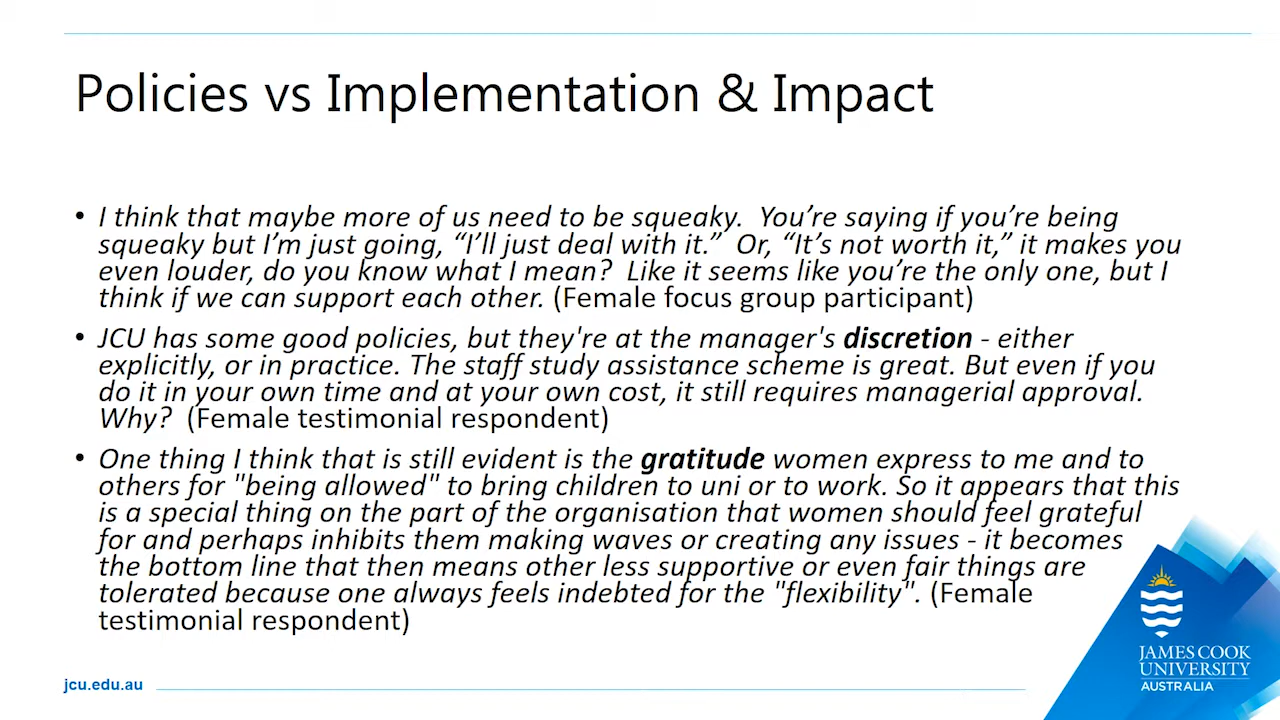 Policies vs Implementation & Impact
• I think that maybe more of us need to be squeaky.  You’re saying if you’re being
squeaky but I’m just going, “I’ll just deal with it.”  Or, “It’s not worth it,” it makes you
even louder, do you know what I mean?  Like it seems like you’re the only one, but I
think if we can support each other. (Female focus group participant)
• JCU has some good policies, but they're at the manager's discretion - either
explicitly, or in practice. The staff study assistance scheme is great. But even if you
do it in your own time and at your own cost, it still requires managerial approval.
Why?  (Female testimonial respondent)
• One thing I think that is still evident is the gratitude women express to me and to
others for "being allowed" to bring children to uni or to work. So it appears that this
is a special thing on the part of the organisation that women should feel grateful
for and perhaps inhibits them making waves or creating any issues - it becomes
the bottom line that then means other less supportive or even fair things are
tolerated because one always feels indebted for the "flexibility". (Female
testimonial respondent)
jcu.edu.au
JAMES COOK
UNIVERSITY
AUSTRALIA